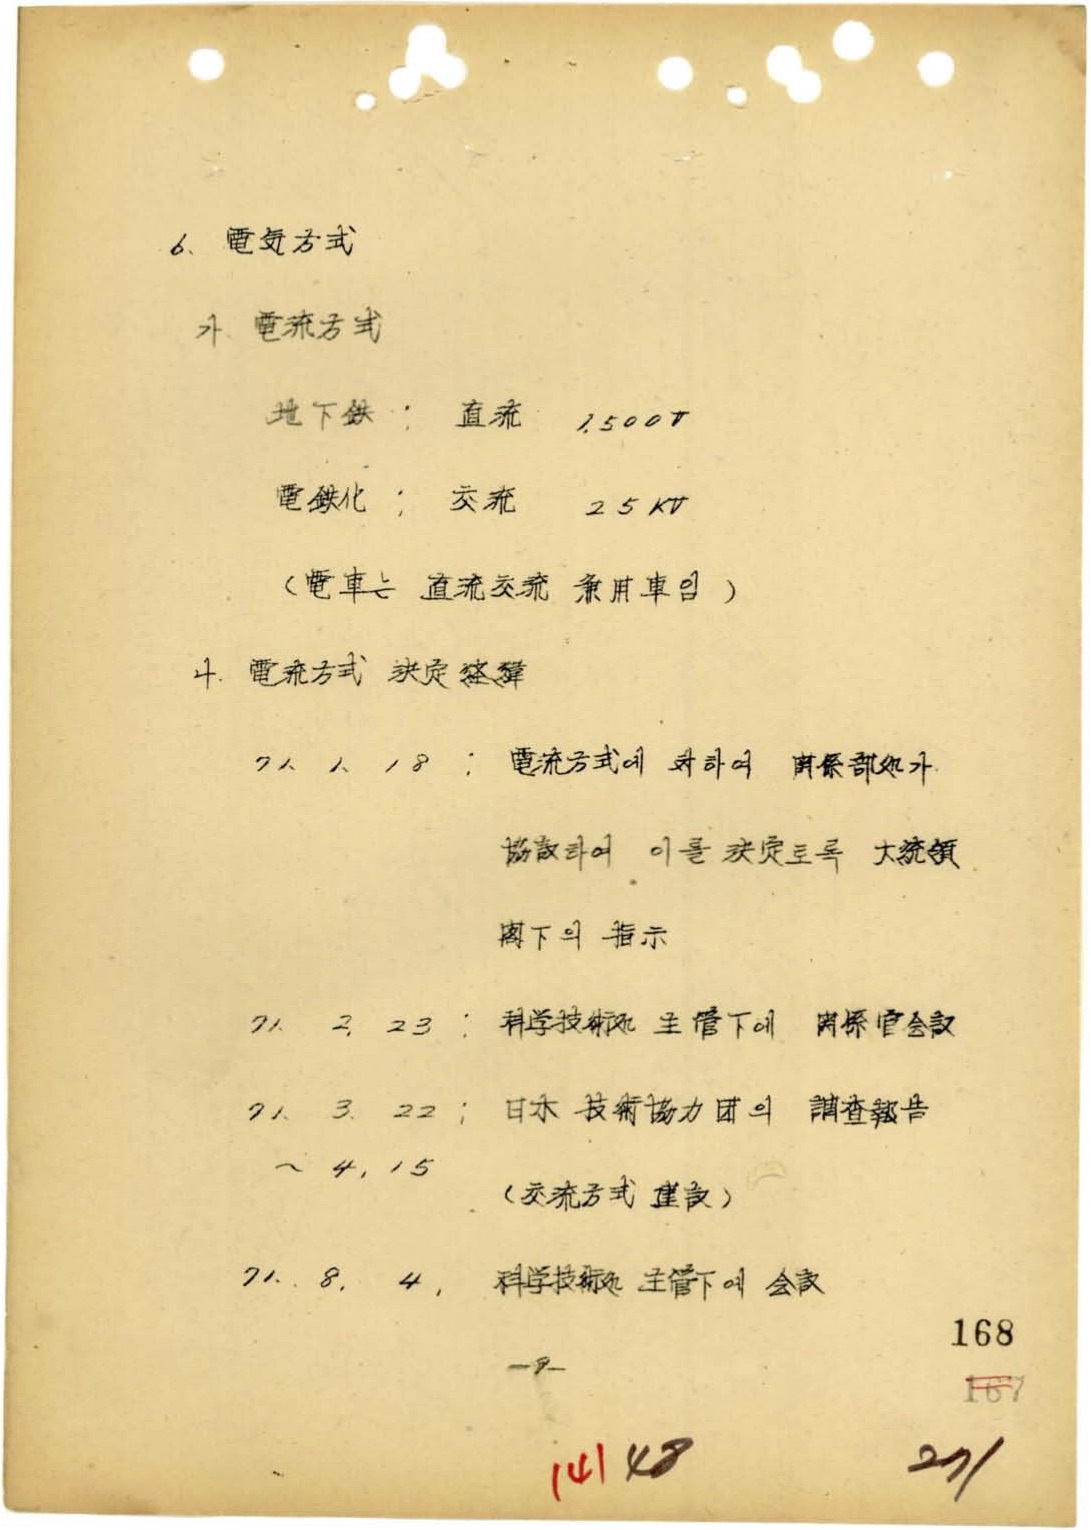 6. 電気方式
가. 電流方式
地下鉄 : 直流 1,500V
電鉄化 ; 交流 25KV
(電車는 直流交流 兼用車임)
나. 電流方式 決定経緯
71. 1. 18 : 電流方式에 対하여 関係部処가
協議하여 이를 決定토록 大統領
閣下의 指示
71. 2. 23 : 科学技術処 主管下에 関係官会議
71. 3. 22 ; 日本 技術協力団의 調査報告
~ 4. 15
(交流方式 建議)
71. 8. 4, 科学技術処 主管下에 会議
168
167
141 48 271